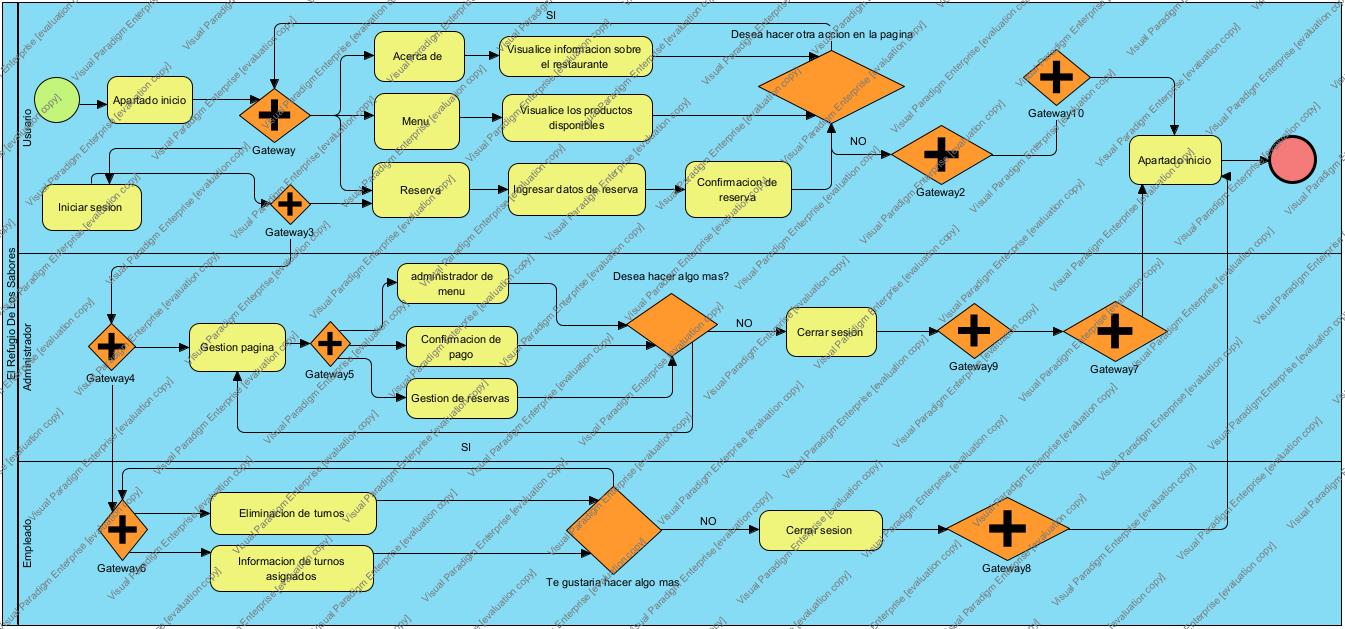 El Refugio De Los Sabores
Usuario
SI
Desea hacer otra accion en la pagina
Apartado inicio
Gateway
Acerca de
Visualice informacion sobre
el restaurante
Menu
Visualice los productos
disponibles
Reserva
Ingresar datos de reserva
Confirmacion de
reserva
NO
Gateway2
Gateway10
Apartado inicio
Iniciar sesion
Gateway3
Administrador
Gateway4
Gestion pagina
Gateway5
administrador de
menu
Confirmacion de
pago
Gestion de reservas
Desea hacer algo mas?
NO
Cerrar sesion
Gateway9
Gateway7
SI
Empleado
Gateway6
Eliminacion de turnos
Informacion de turnos
asignados
Te gustaria hacer algo mas
NO
Cerrar sesion
Gateway8
Visual Paradigm Enterprise [evaluation copy]